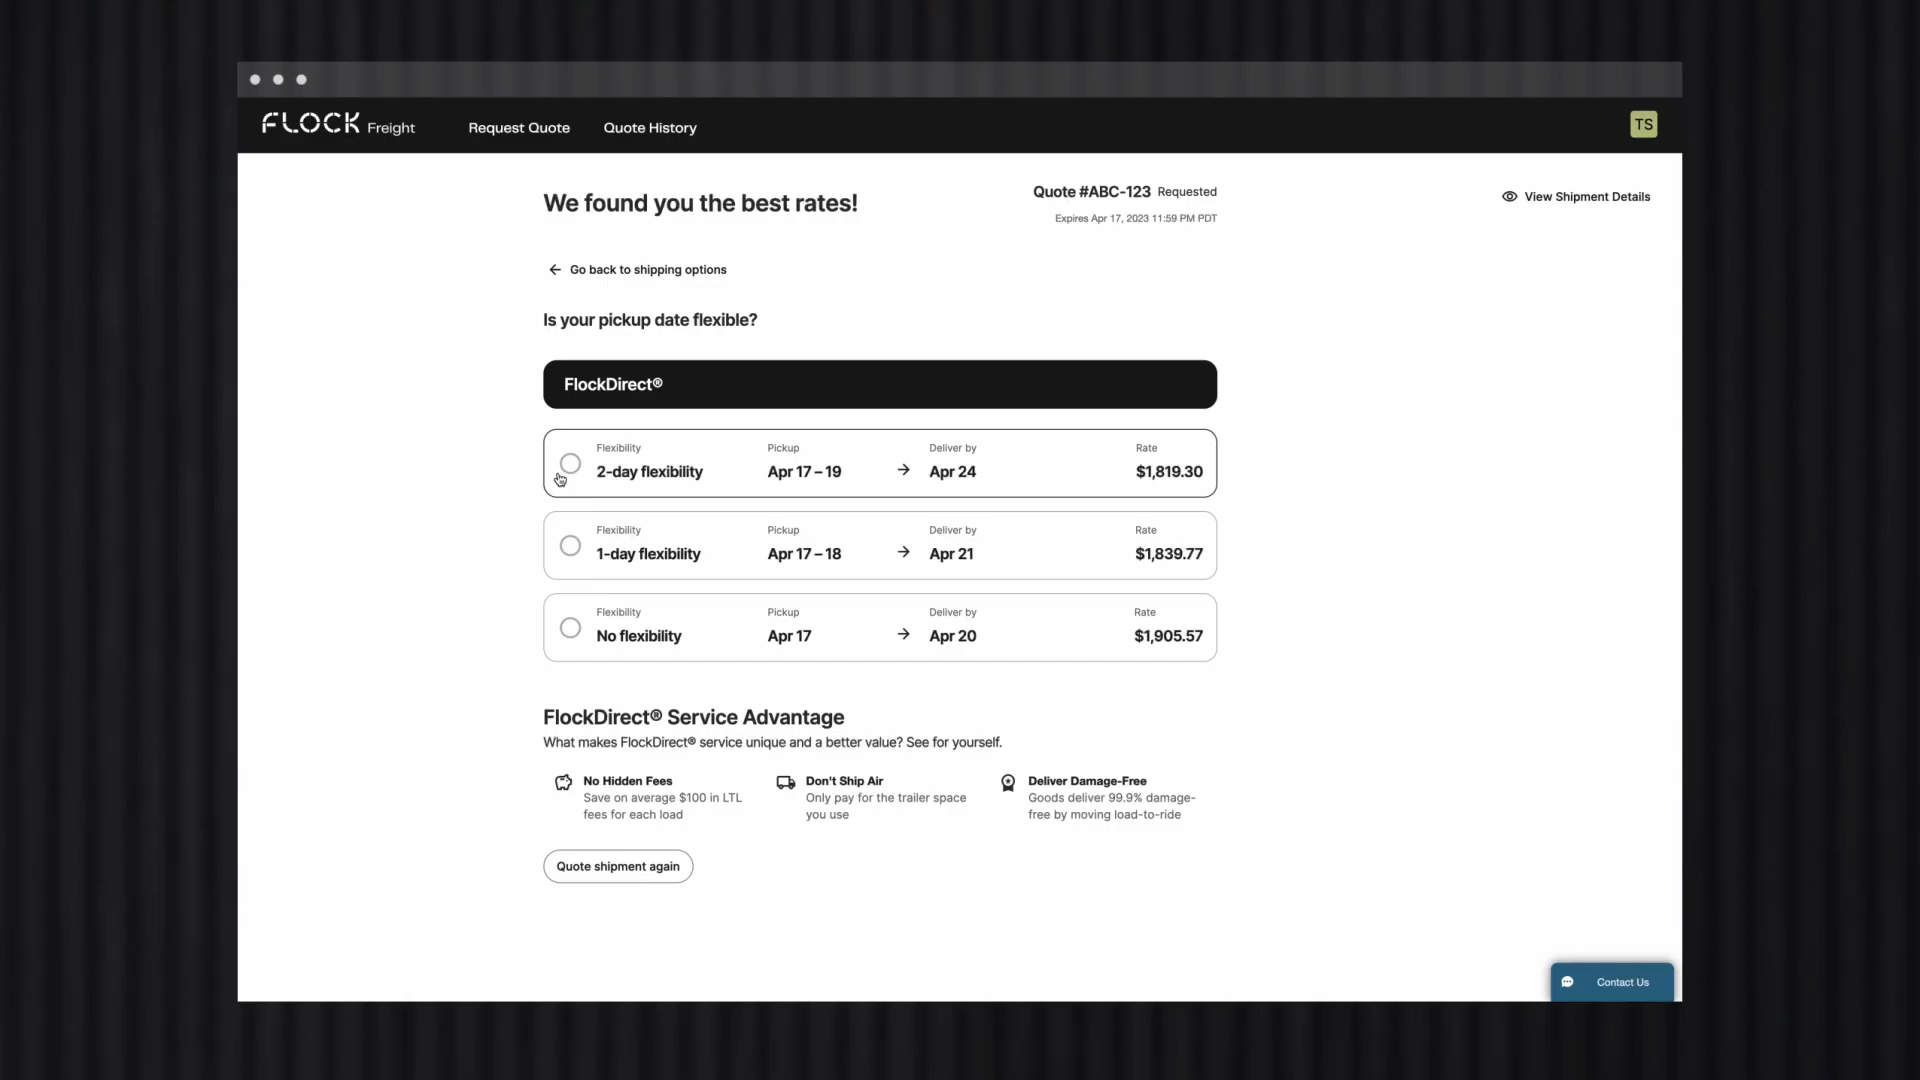 FLOCK Freight
Request Quote
Quote History
TS
We found you the best rates!
Quote #ABC-123 Requested
Expires Apr 17, 2023 11:59 PM PDT
View Shipment Details
Go back to shipping options
Is your pickup date flexible?
FlockDirect®
Flexibility Pickup Deliver by Rate
2-day flexibility Apr 17 – 19 → Apr 24 $1,819.30
Flexibility Pickup Deliver by Rate
1-day flexibility Apr 17 – 18 → Apr 21 $1,839.77
Flexibility Pickup Deliver by Rate
No flexibility Apr 17 → Apr 20 $1,905.57
FlockDirect® Service Advantage
What makes FlockDirect® service unique and a better value? See for yourself.
No Hidden Fees
Save on average $100 in LTL
fees for each load
Don't Ship Air
Only pay for the trailer space
you use
Deliver Damage-Free
Goods deliver 99.9% damage-
free by moving load-to-ride
Quote shipment again
Contact Us